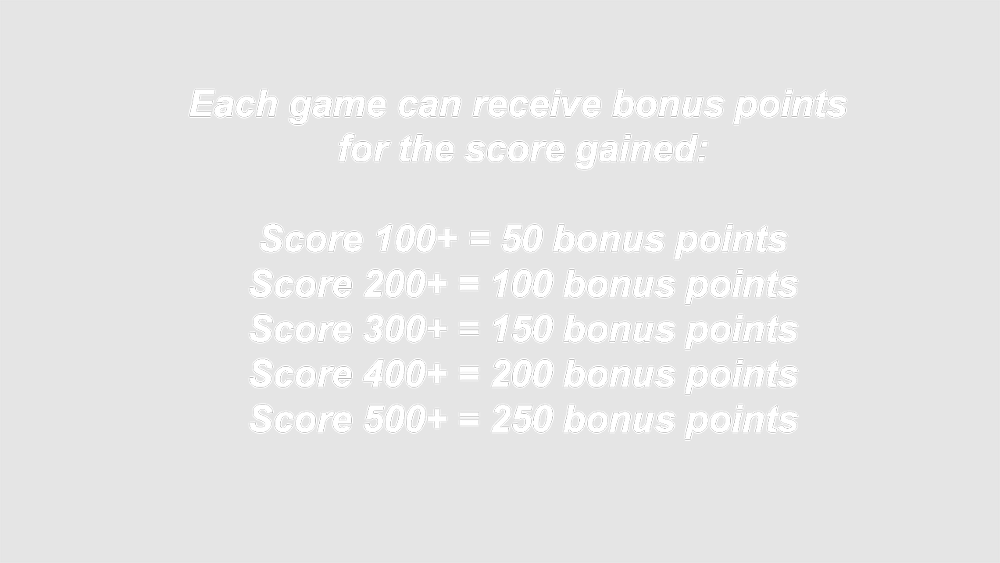 Each game can receive bonus points
for the score gained:
Score 100+ = 50 bonus points
Score 200+ = 100 bonus points
Score 300+ = 150 bonus points
Score 400+ = 200 bonus points
Score 500+ = 250 bonus points